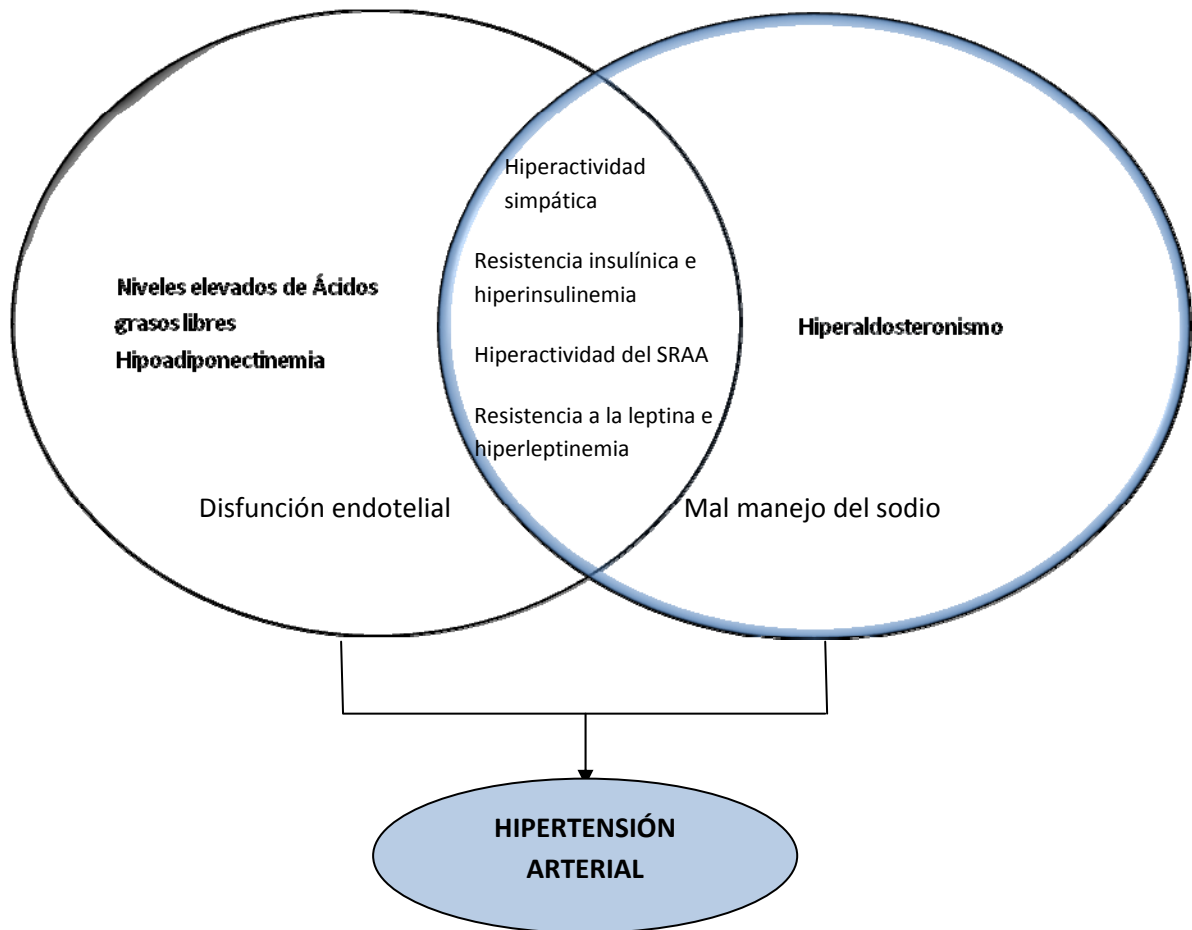 Hiperactividad
simpática
Resistencia insulínica e
hiperinsulinemia
Hiperactividad del SRAA
Resistencia a la leptina e
hiperleptinemia
Niveles elevados de Ácidos
grasos libres
Hipoadiponectinemia
Hiperaldosteronismo
Disfunción endotelial
Mal manejo del sodio
HIPERTENSIÓN
ARTERIAL